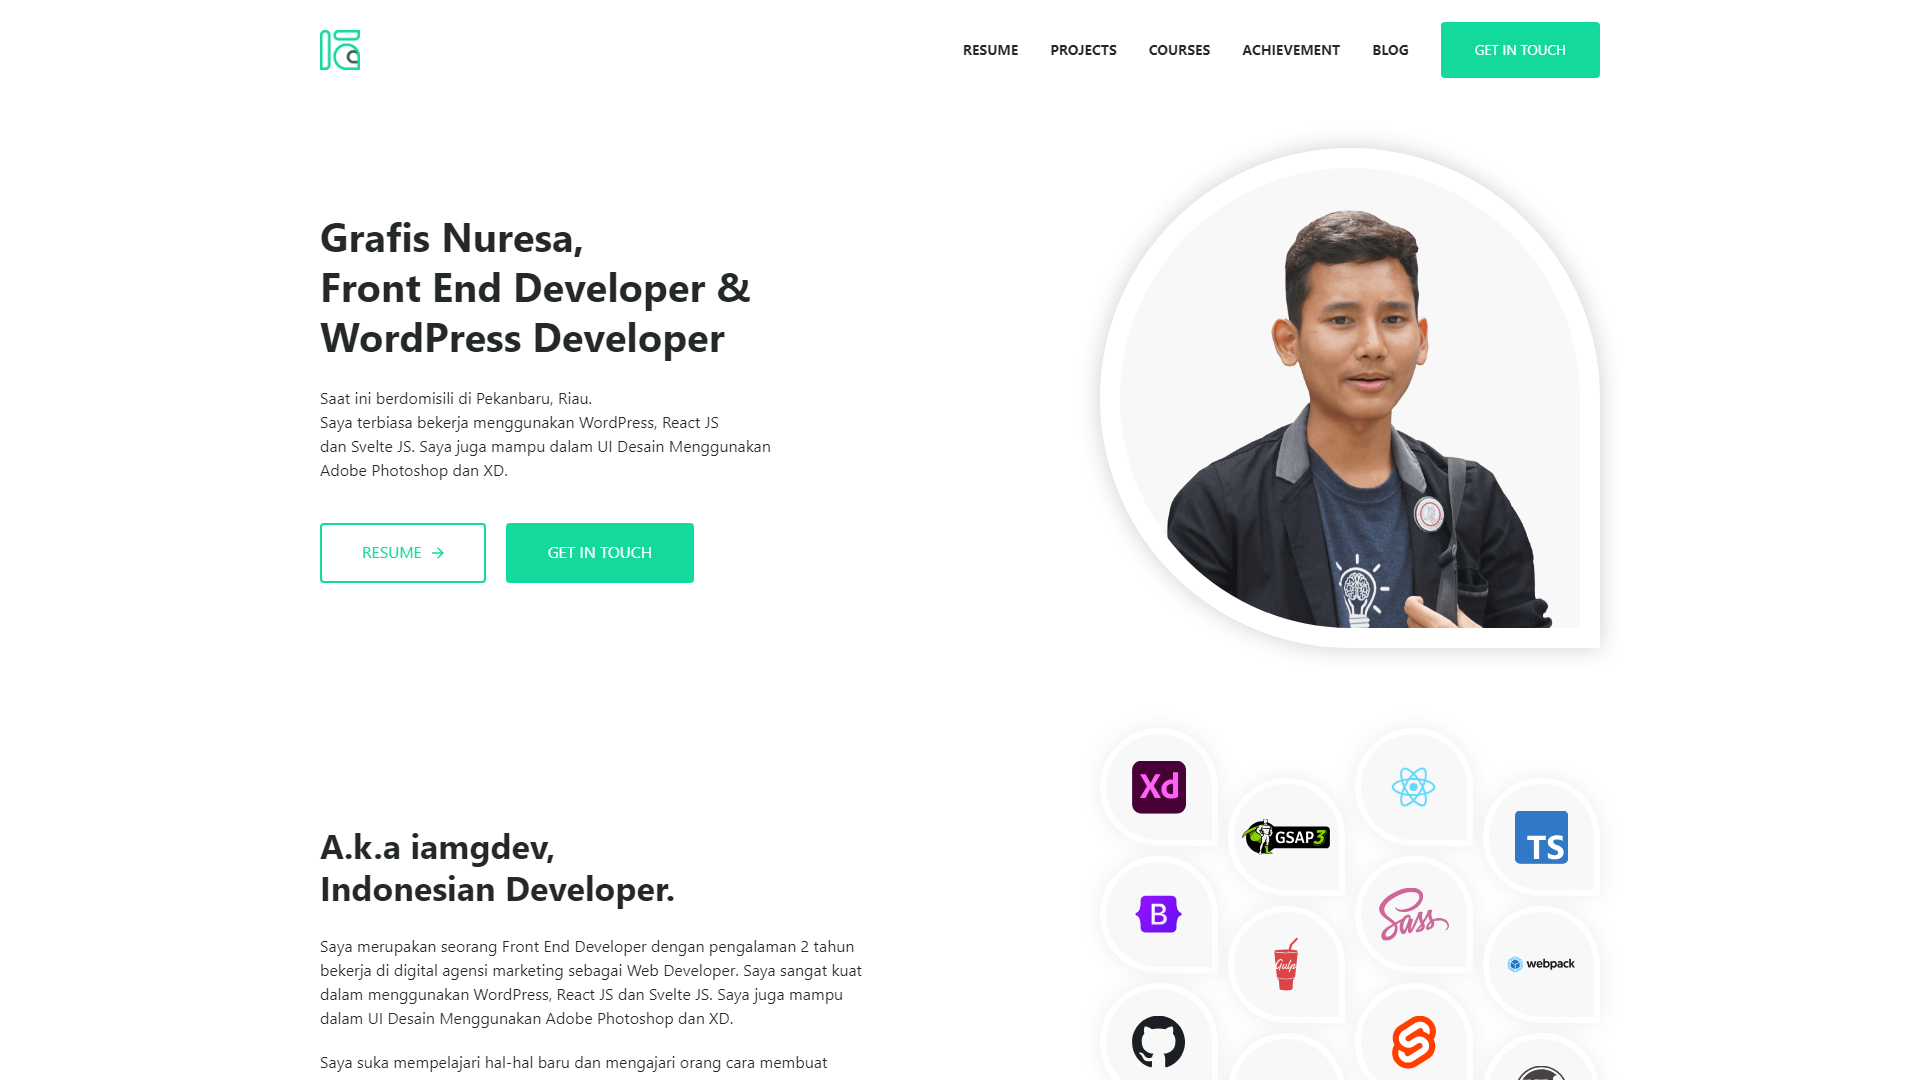 RESUME PROJECTS COURSES ACHIEVEMENT BLOG GET IN TOUCH
Grafis Nuresa,
Front End Developer &
WordPress Developer
Saat ini berdomisili di Pekanbaru, Riau.
Saya terbiasa bekerja menggunakan WordPress, React JS
dan Svelte JS. Saya juga mampu dalam UI Desain Menggunakan
Adobe Photoshop dan XD.
RESUME → GET IN TOUCH
Xd
GSAP3
TS
A.k.a iamgdev,
Indonesian Developer.
B
Sass
Gulp
webpack
Saya merupakan seorang Front End Developer dengan pengalaman 2 tahun
bekerja di digital agensi marketing sebagai Web Developer. Saya sangat kuat
dalam menggunakan WordPress, React JS dan Svelte JS. Saya juga mampu
dalam UI Desain Menggunakan Adobe Photoshop dan XD.
Saya suka mempelajari hal-hal baru dan mengajari orang cara membuat